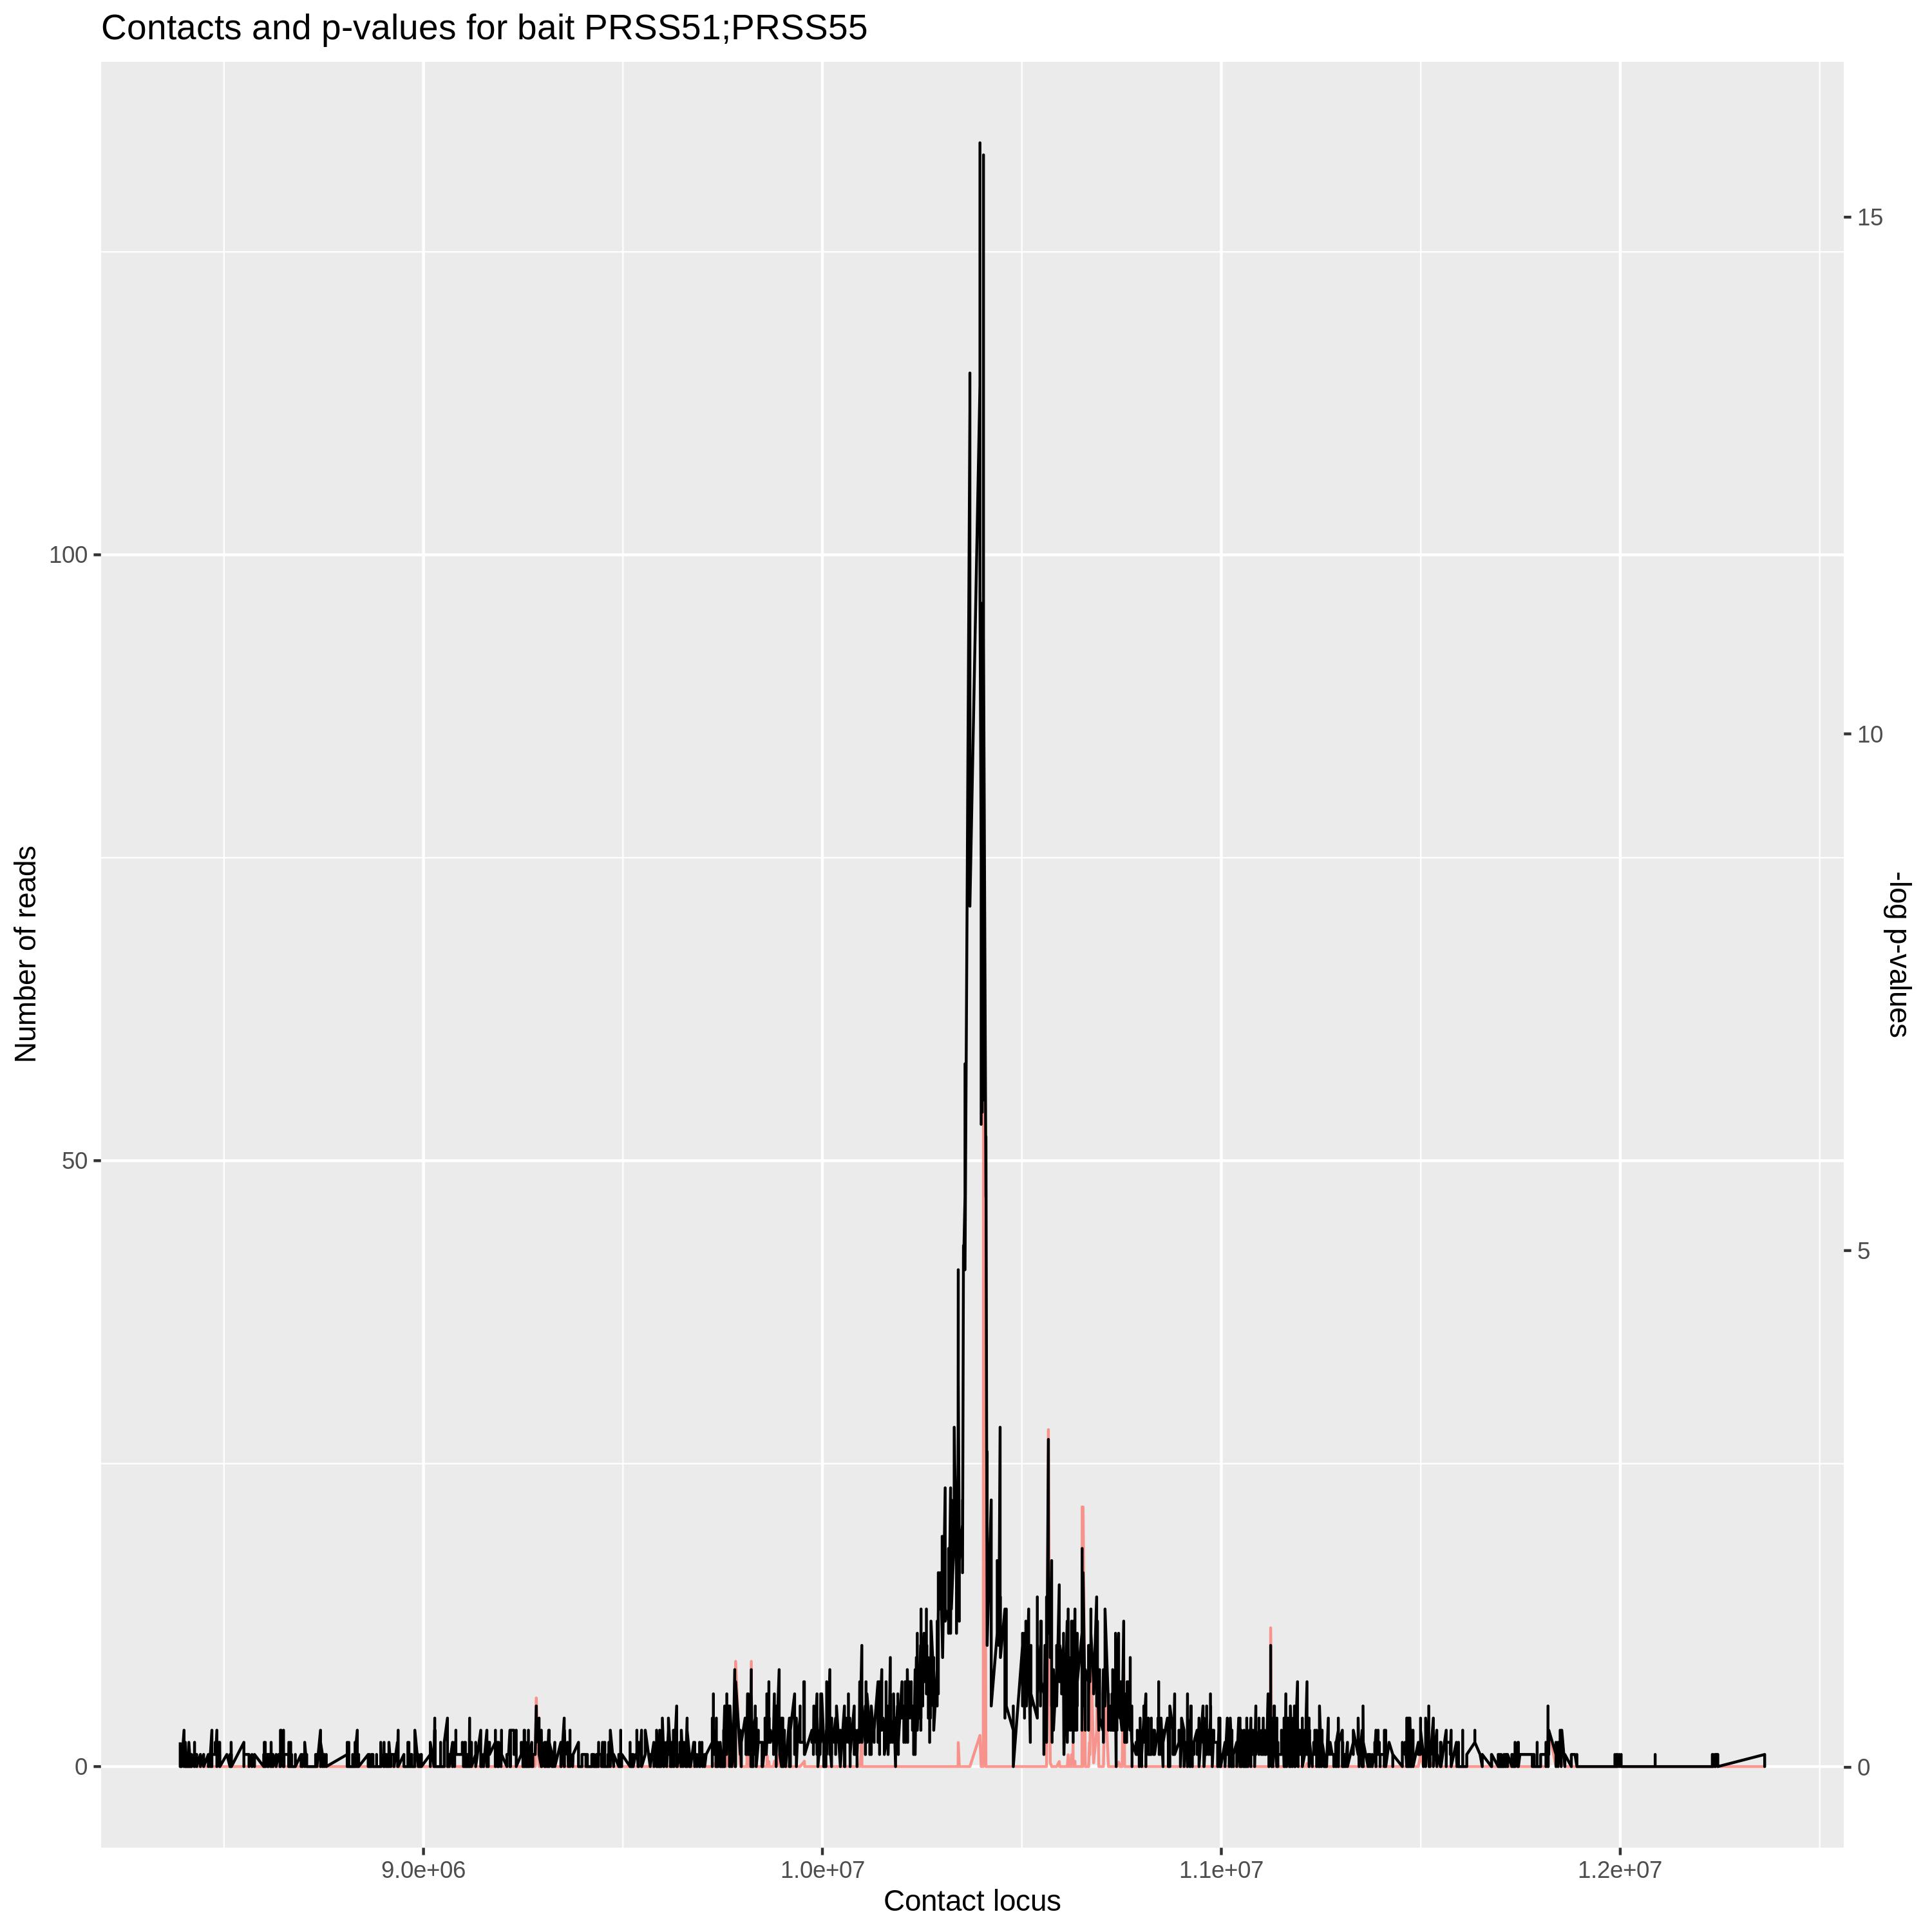 Contacts and p-values for bait PRSS51;PRSS55
15
100
10
Number of reads
-log p-values
50
5
0
0
9.0e+06
1.0e+07
1.1e+07
1.2e+07
Contact locus